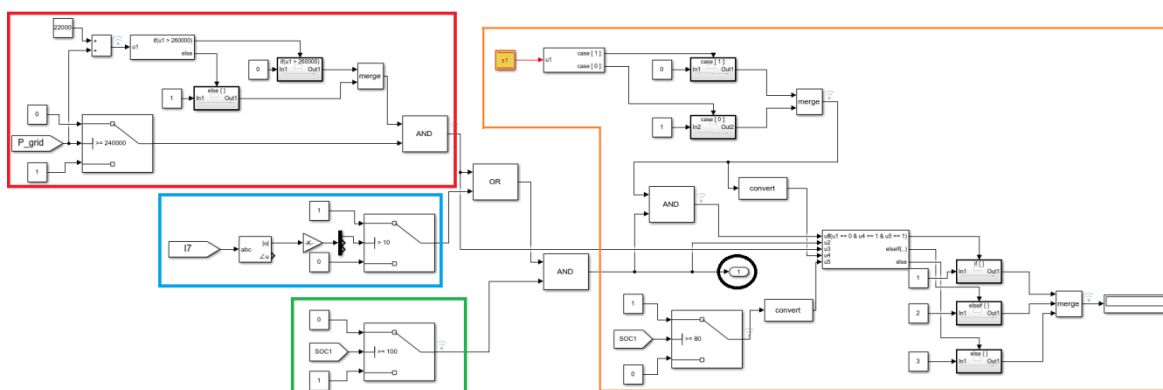 22000
+
+
u1
if(u1 > 260000)
else
0
if(u1 > 260000)
In1
Out1
1
else { }
In1
Out1
merge
0
P_grid
>= 240000
1
AND
OR
I7
abc
|u|
∠u
-K-
1
> 10
0
AND
0
SOC1
>= 100
1
s1
u1
case [ 1 ]:
case [ 0 ]:
0
case [ 1 ]:
In1
Out1
1
case [ 0 ]:
In2
Out2
merge
AND
convert
1
1
SOC1
>= 80
0
convert
if(u1 == 0 & u4 == 1 & u5 == 1)
u2
u3
u4
u5
elseif(..)
else
1
if { }
In1
Out1
2
elseif { }
In1
Out1
3
else { }
In1
Out1
merge